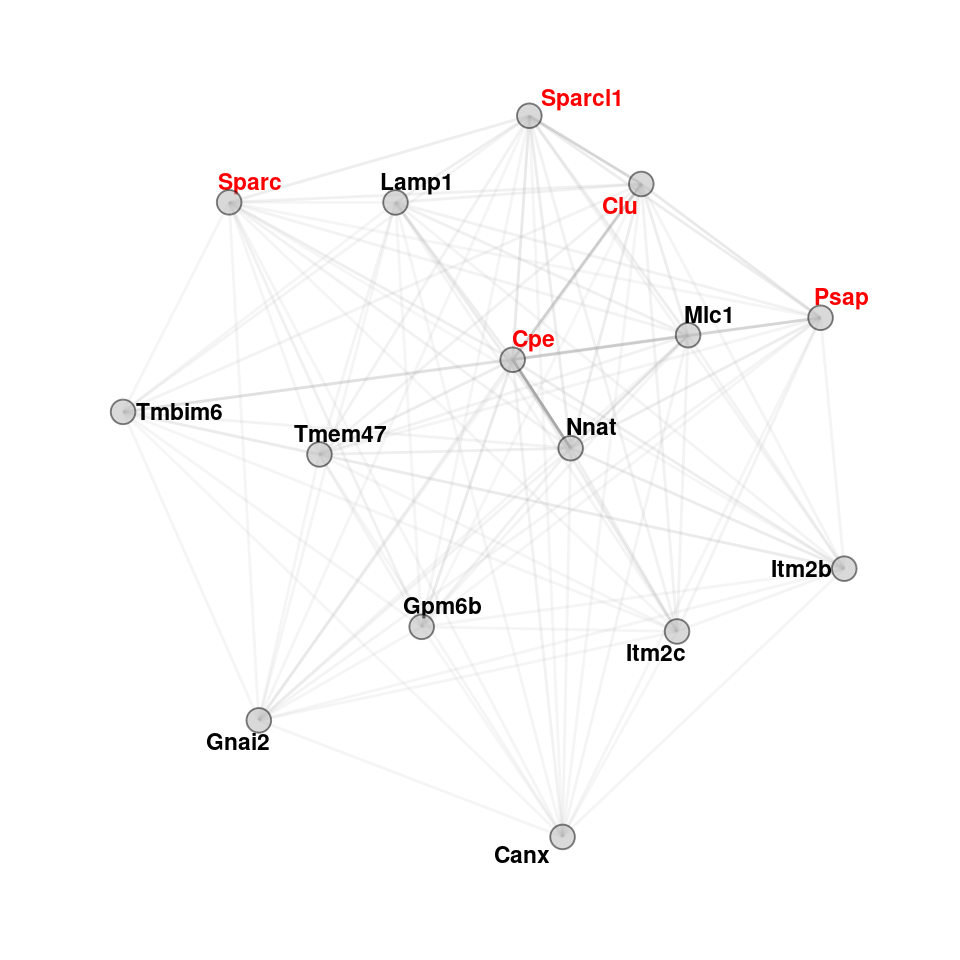 Sparcl1
Sparc
Lamp1
Clu
Psap
Mlc1
Cpe
Tmbim6
Nnat
Tmem47
Itm2b
Gpm6b
Itm2c
Gnai2
Canx